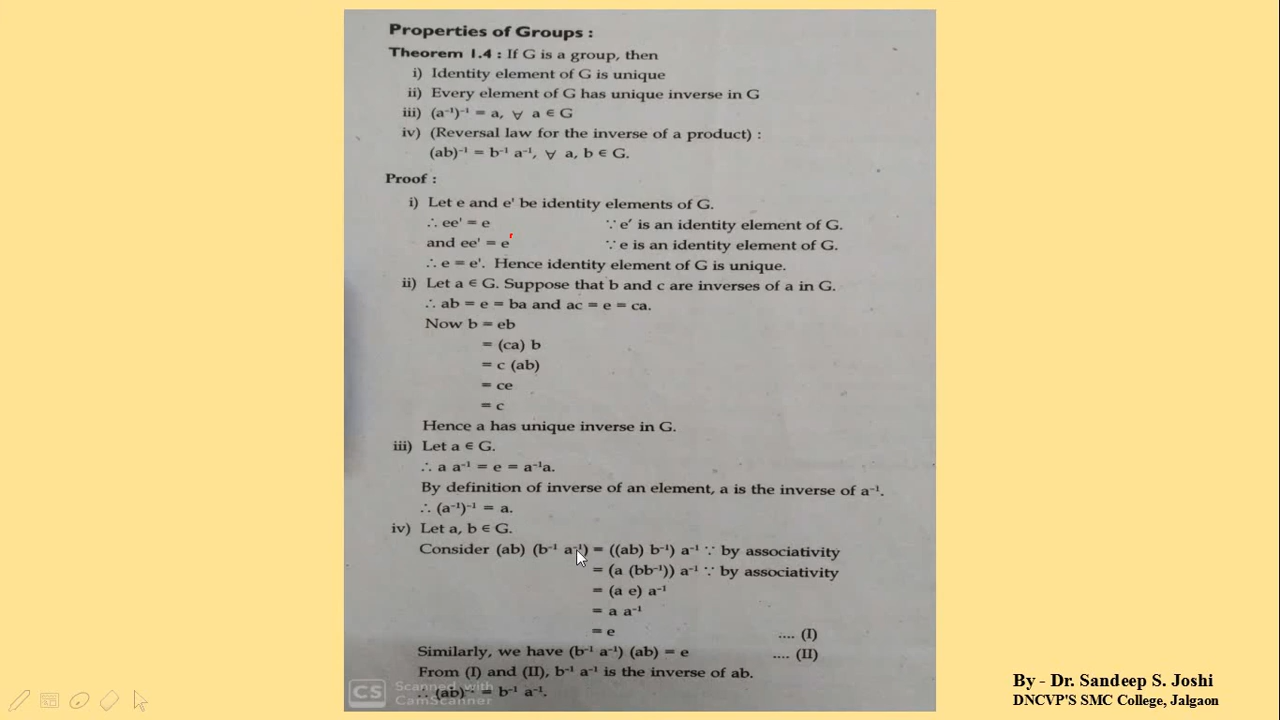 Properties of Groups :
Theorem 1.4 : If G is a group, then
i) Identity element of G is unique
ii) Every element of G has unique inverse in G
iii) (a⁻¹)⁻¹ = a, ∀ a ∈ G
iv) (Reversal law for the inverse of a product) :
(ab)⁻¹ = b⁻¹ a⁻¹, ∀ a, b ∈ G.
Proof :
i) Let e and e' be identity elements of G.
∴ ee' = e ∵ e' is an identity element of G.
and ee' = e' ∵ e is an identity element of G.
∴ e = e'. Hence identity element of G is unique.
ii) Let a ∈ G. Suppose that b and c are inverses of a in G.
∴ ab = e = ba and ac = e = ca.
Now b = eb
= (ca) b
= c (ab)
= ce
= c
Hence a has unique inverse in G.
iii) Let a ∈ G.
∴ a a⁻¹ = e = a⁻¹a.
By definition of inverse of an element, a is the inverse of a⁻¹.
∴ (a⁻¹)⁻¹ = a.
iv) Let a, b ∈ G.
Consider (ab) (b⁻¹ a⁻¹) = ((ab) b⁻¹) a⁻¹ ∵ by associativity
= (a (bb⁻¹)) a⁻¹ ∵ by associativity
= (a e) a⁻¹
= a a⁻¹
= e .... (I)
Similarly, we have (b⁻¹ a⁻¹) (ab) = e .... (II)
From (I) and (II), b⁻¹ a⁻¹ is the inverse of ab.
∴ (ab)⁻¹ = b⁻¹ a⁻¹.
CS Scanned with
CamScanner
By - Dr. Sandeep S. Joshi
DNCVP'S SMC College, Jalgaon